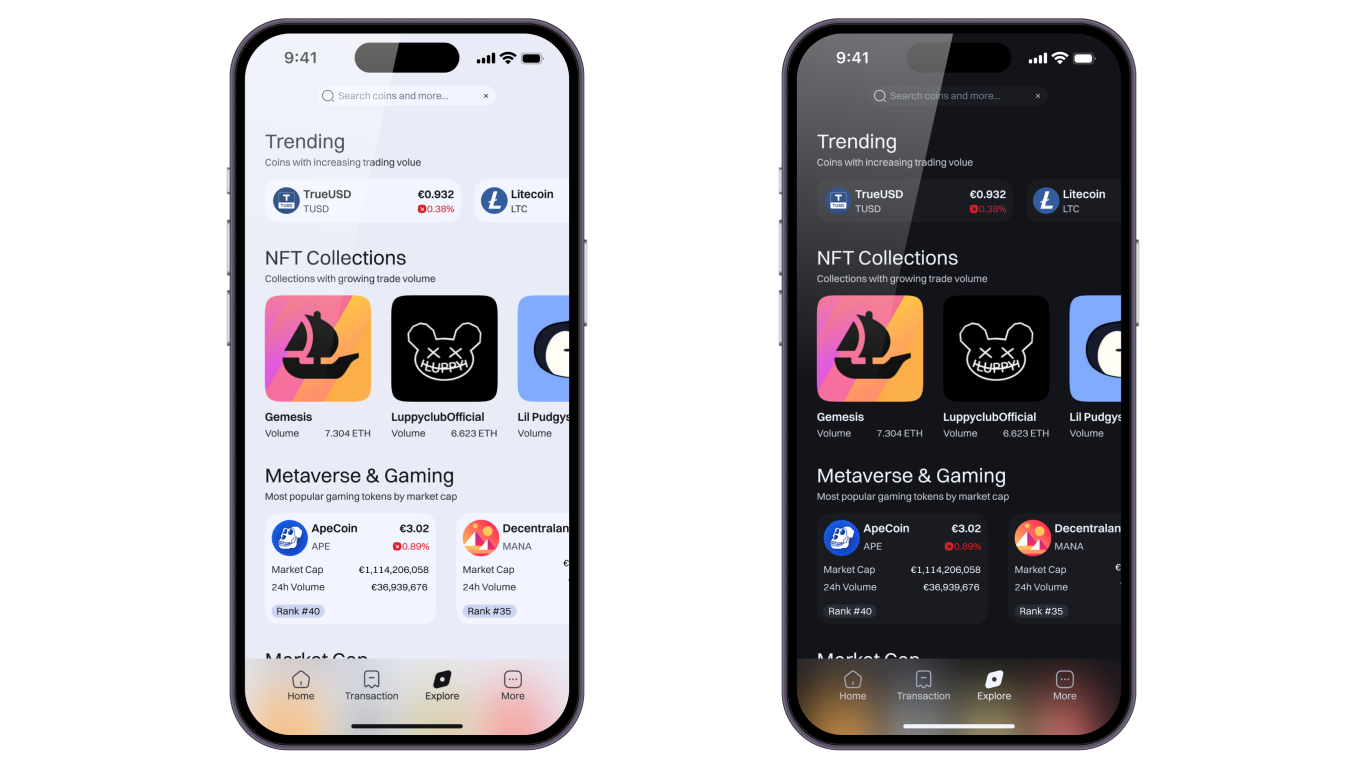 9:41
Search coins and more...
Trending
Coins with increasing trading volue
TrueUSD €0.932
TUSD 0.38%
Litecoin
LTC
NFT Collections
Collections with growing trade volume
LUPPY
Gemesis
Volume 7.304 ETH
LuppyclubOfficial
Volume 6.623 ETH
Lil Pudgys
Volume
Metaverse & Gaming
Most popular gaming tokens by market cap
ApeCoin €3.02
APE 0.89%
Market Cap €1,114,206,058
24h Volume €36,939,676
Rank #40
Decentralan
MANA
Market Cap €
24h Volume
Rank #35
Market Cap
Home Transaction Explore More
9:41
Search coins and more...
Trending
Coins with increasing trading volue
TrueUSD €0.932
TUSD 0.38%
Litecoin
LTC
NFT Collections
Collections with growing trade volume
LUPPY
Gemesis
Volume 7.304 ETH
LuppyclubOfficial
Volume 6.623 ETH
Lil Pudgys
Volume
Metaverse & Gaming
Most popular gaming tokens by market cap
ApeCoin €3.02
APE 0.89%
Market Cap €1,114,206,058
24h Volume €36,939,676
Rank #40
Decentralan
MANA
Market Cap €
24h Volume
Rank #35
Market Cap
Home Transaction Explore More